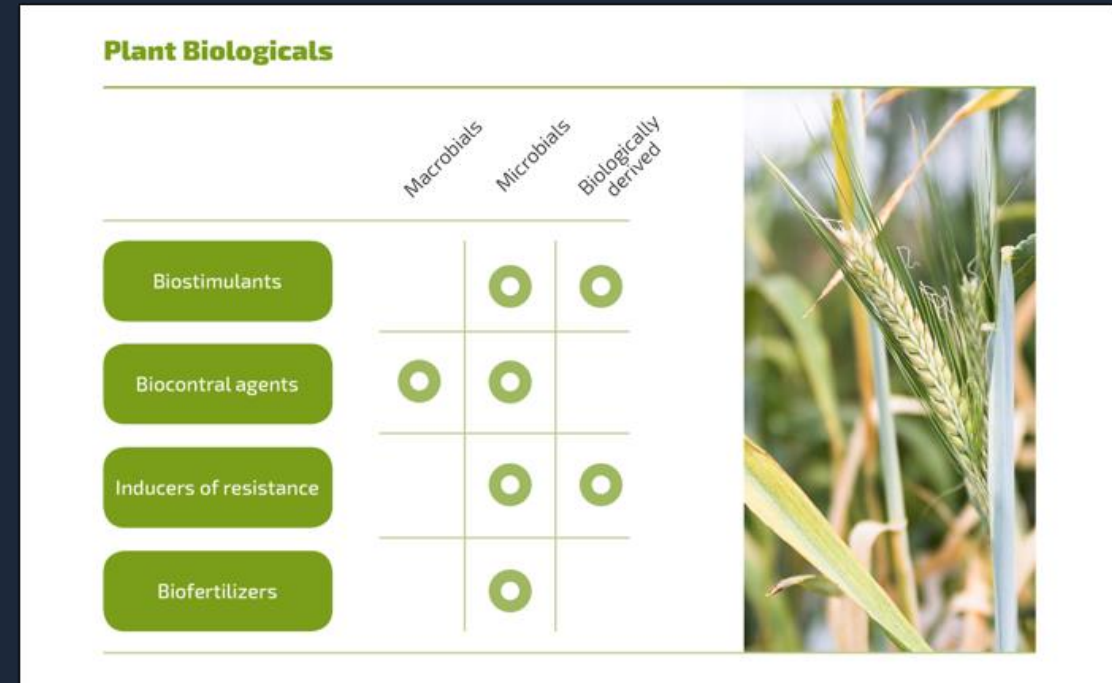 Plant Biologicals
Macrobials
Microbials
Biologically
derived
Biostimulants
Biocontral agents
Inducers of resistance
Biofertilizers